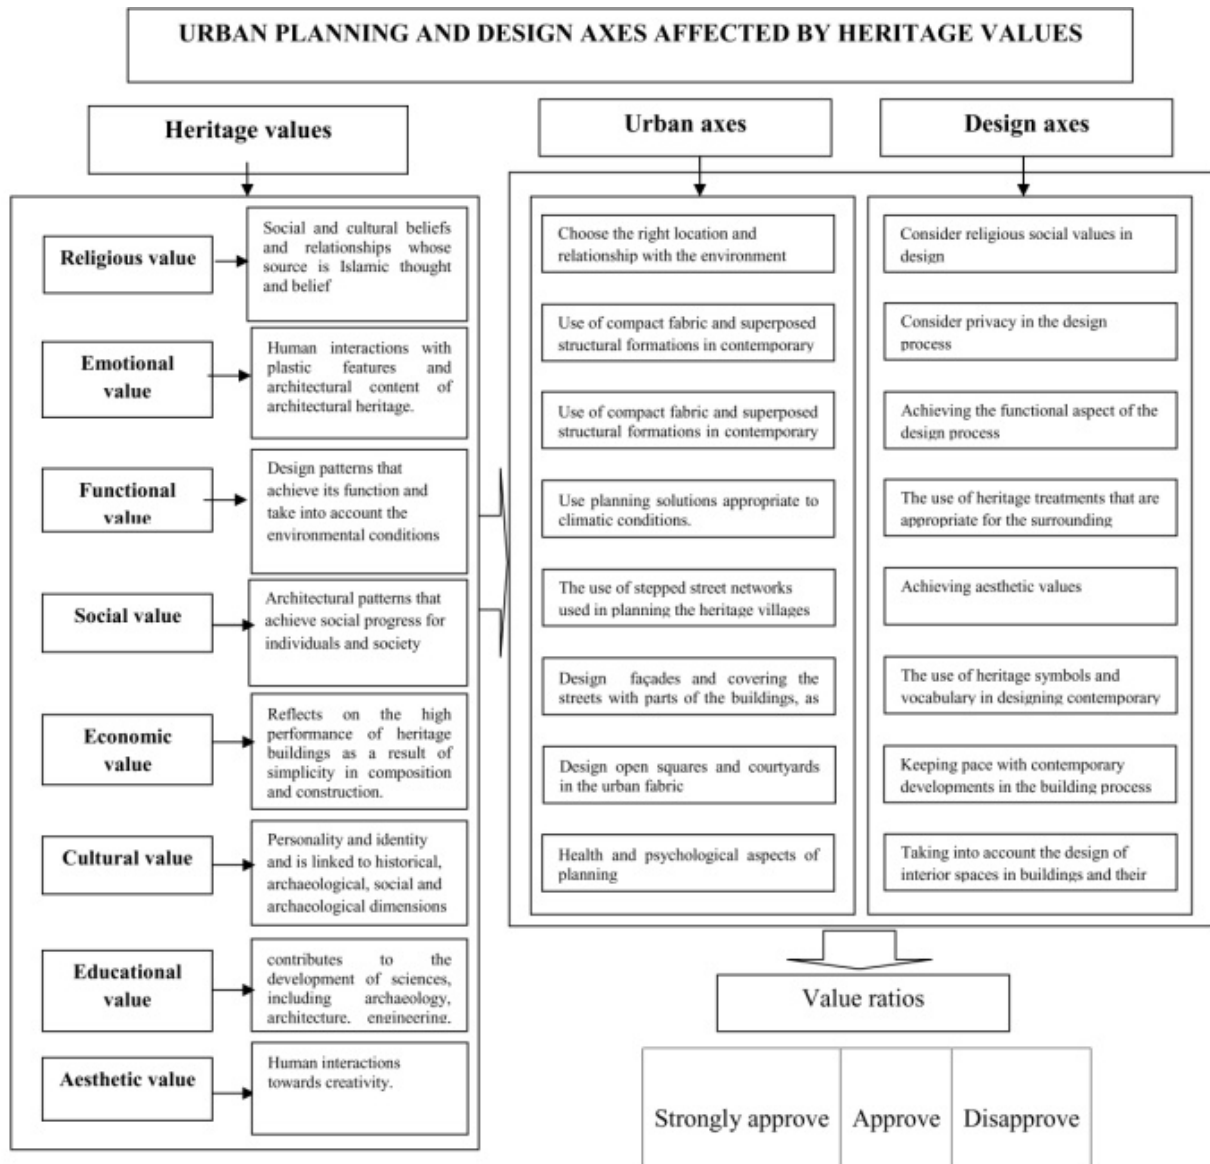 URBAN PLANNING AND DESIGN AXES AFFECTED BY HERITAGE VALUES
Heritage values
Religious value
Social and cultural beliefs
and relationships whose
source is Islamic thought
and belief
Emotional
value
Human interactions with
plastic features and
architectural content of
architectural heritage.
Functional
value
Design patterns that
achieve its function and
take into account the
environmental conditions
Social value
Architectural patterns that
achieve social progress for
individuals and society
Economic
value
Reflects on the high
performance of heritage
buildings as a result of
simplicity in composition
and construction.
Cultural value
Personality and identity
and is linked to historical,
archaeological, social and
archaeological dimensions
Educational
value
contributes to the
development of sciences,
including archaeology,
architecture, engineering,
Aesthetic value
Human interactions
towards creativity.
Urban axes
Choose the right location and
relationship with the environment
Use of compact fabric and superposed
structural formations in contemporary
Use of compact fabric and superposed
structural formations in contemporary
Use planning solutions appropriate to
climatic conditions.
The use of stepped street networks
used in planning the heritage villages
Design façades and covering the
streets with parts of the buildings, as
Design open squares and courtyards
in the urban fabric
Health and psychological aspects of
planning
Design axes
Consider religious social values in
design
Consider privacy in the design
process
Achieving the functional aspect of the
design process
The use of heritage treatments that are
appropriate for the surrounding
Achieving aesthetic values
The use of heritage symbols and
vocabulary in designing contemporary
Keeping pace with contemporary
developments in the building process
Taking into account the design of
interior spaces in buildings and their
Value ratios
Strongly approve
Approve
Disapprove